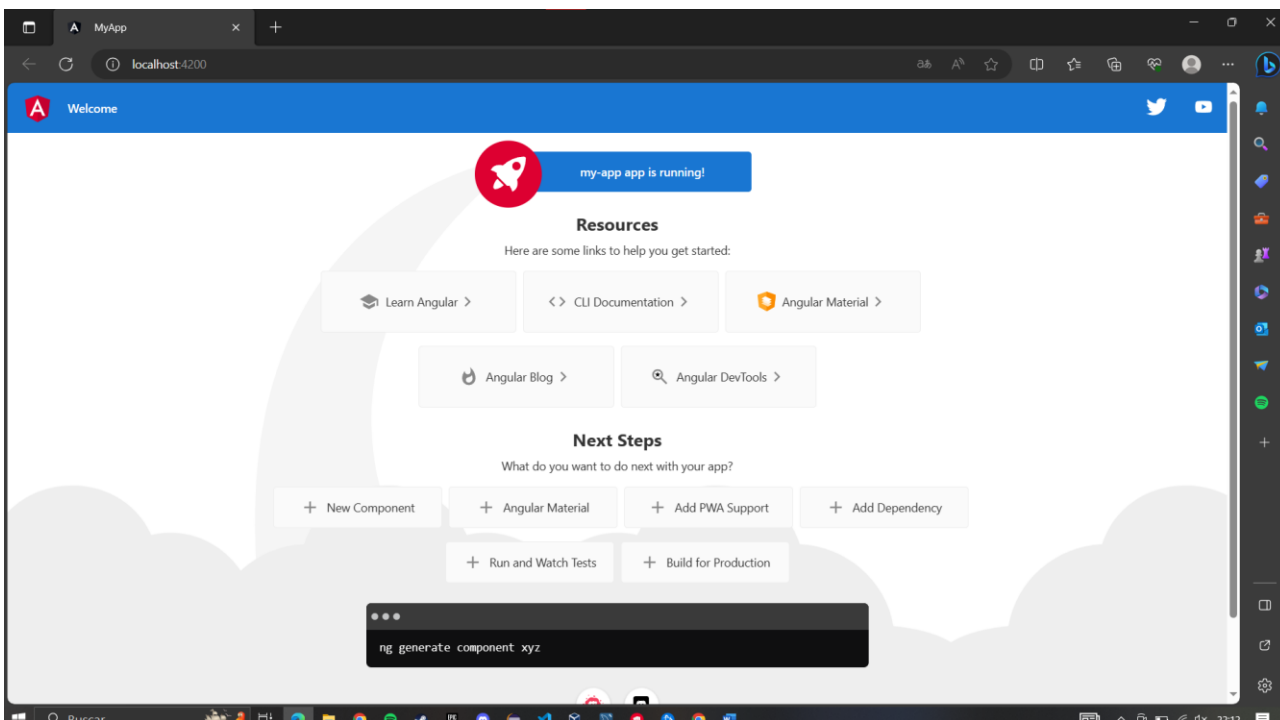 MyApp
localhost:4200
Welcome
my-app app is running!
Resources
Here are some links to help you get started:
Learn Angular
CLI Documentation
Angular Material
Angular Blog
Angular DevTools
Next Steps
What do you want to do next with your app?
New Component
Angular Material
Add PWA Support
Add Dependency
Run and Watch Tests
Build for Production
ng generate component xyz
Buscar